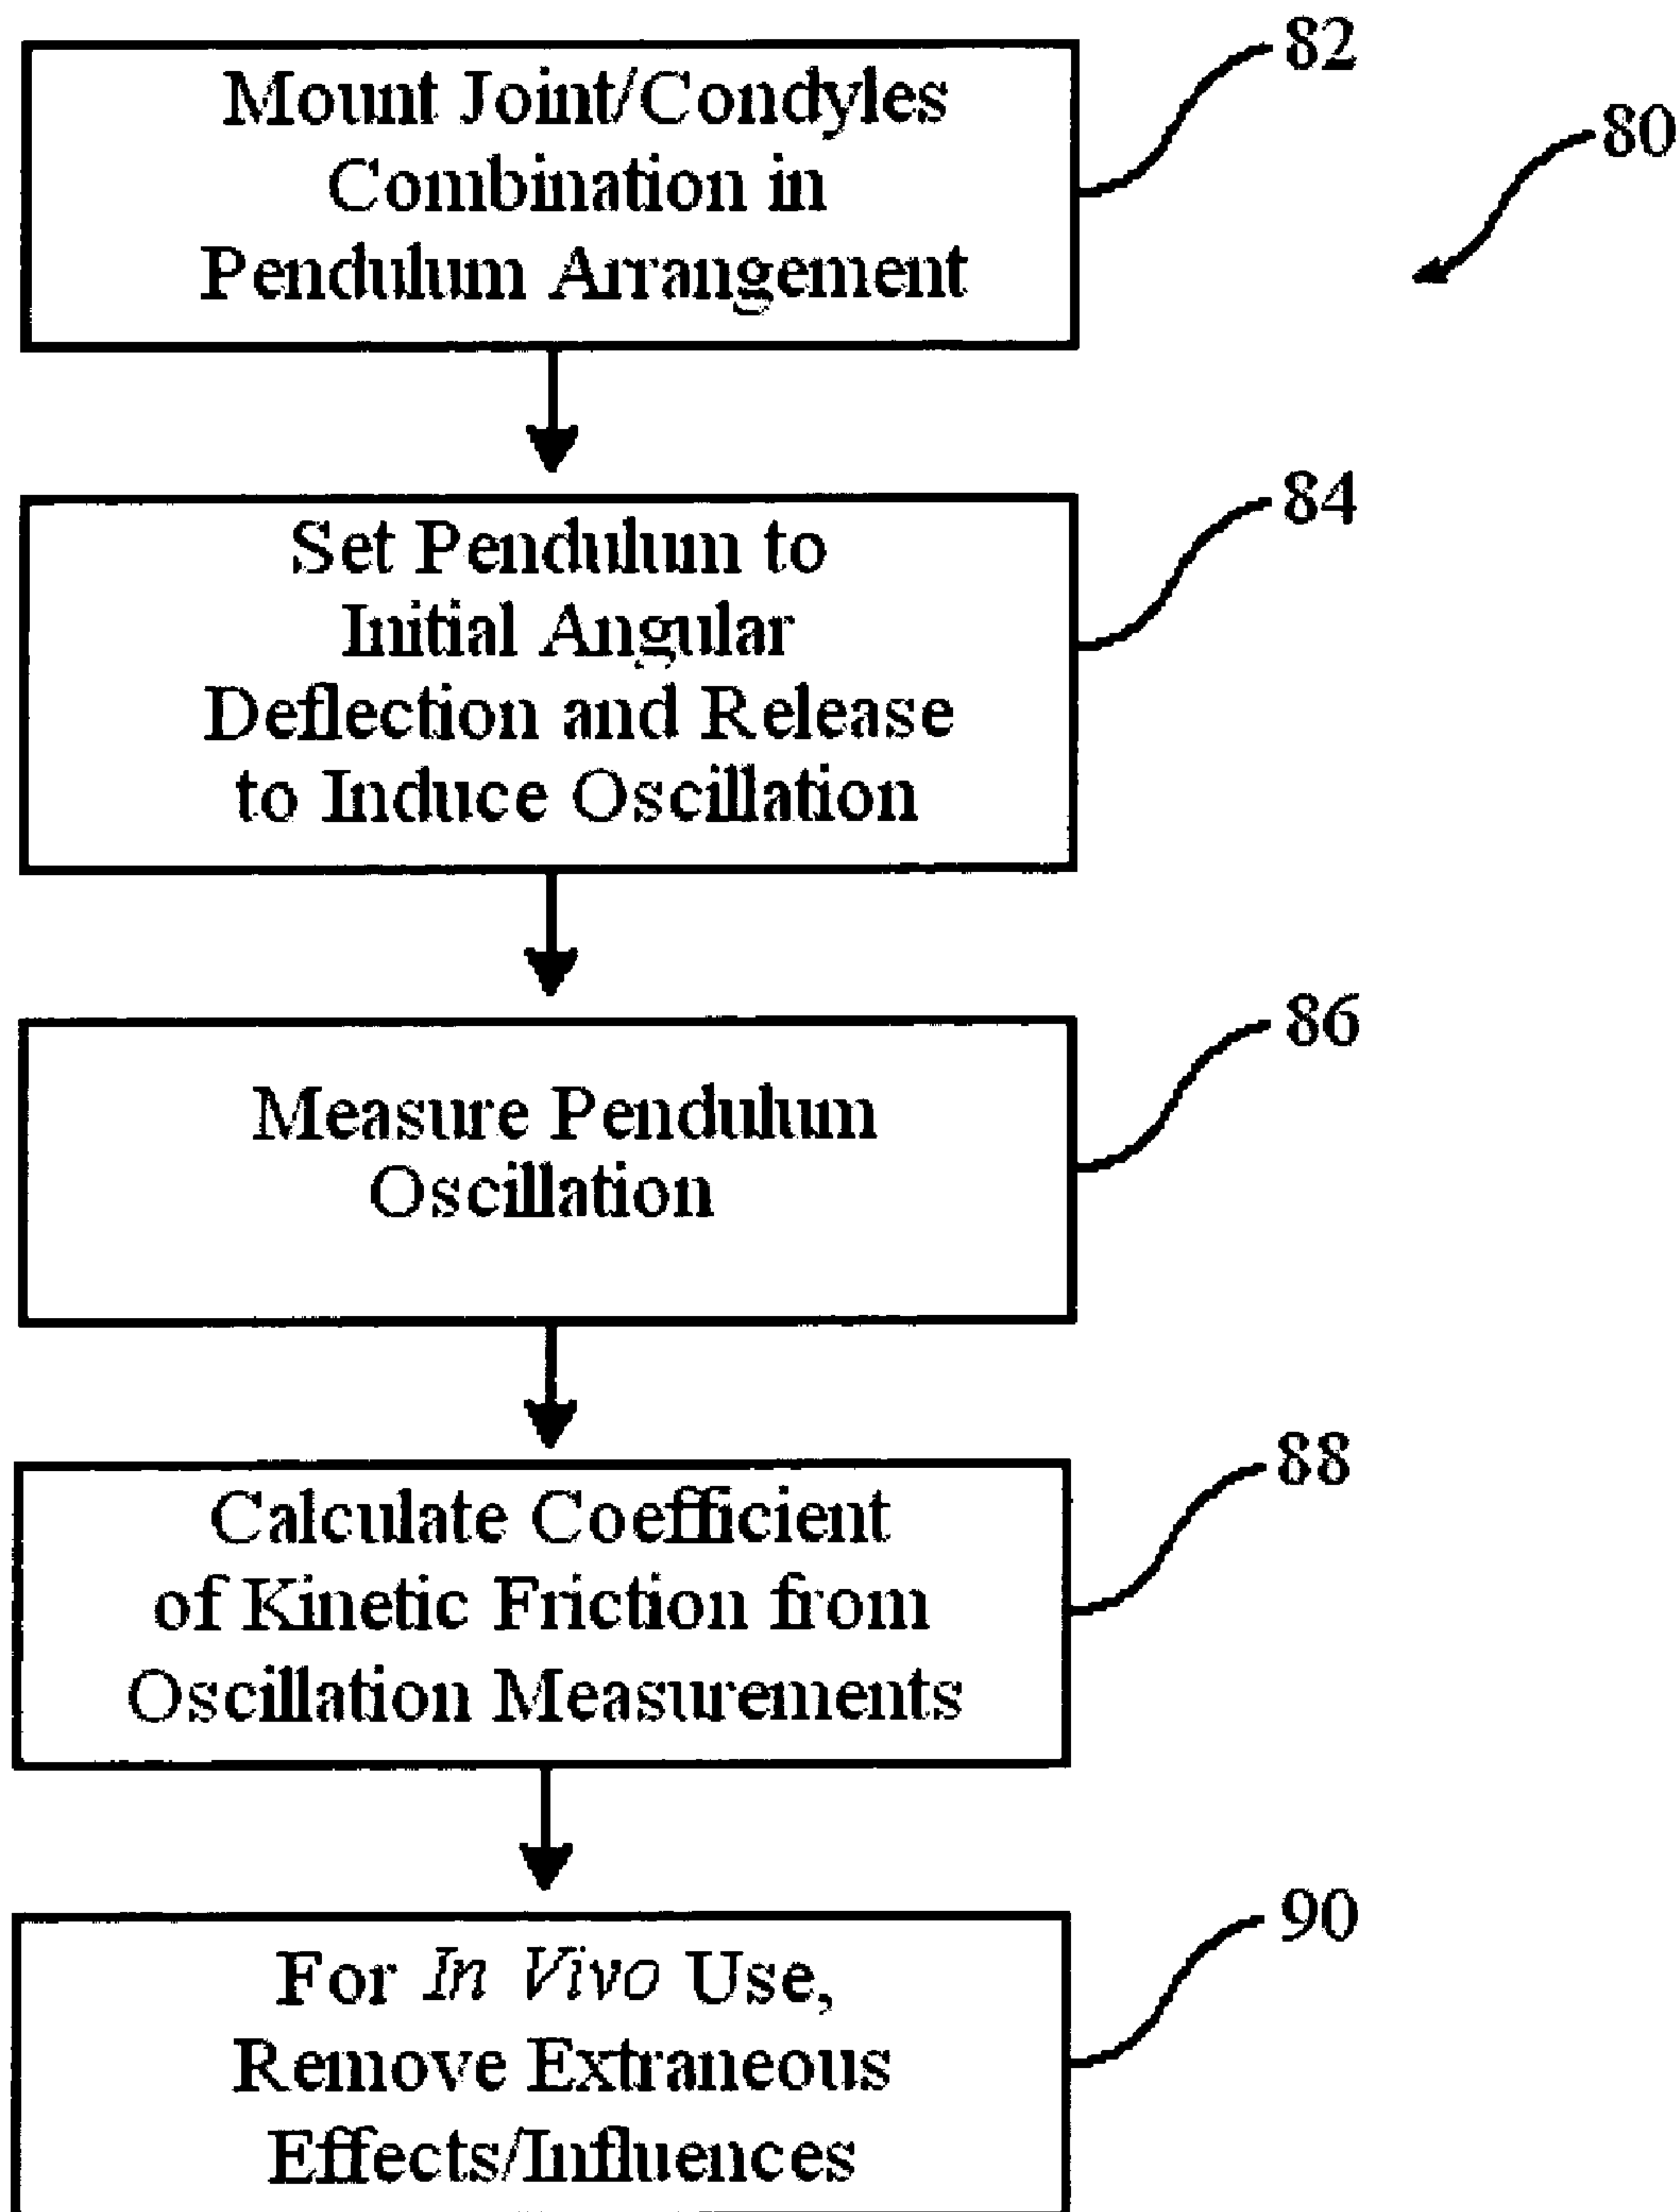 Mount Joint/Condyles
Combination in
Pendulum Arrangement
82
80
Set Pendulum to
Initial Angular
Deflection and Release
to Induce Oscillation
84
Measure Pendulum
Oscillation
86
Calculate Coefficient
of Kinetic Friction from
Oscillation Measurements
88
For In Vivo Use,
Remove Extraneous
Effects/Influences
90